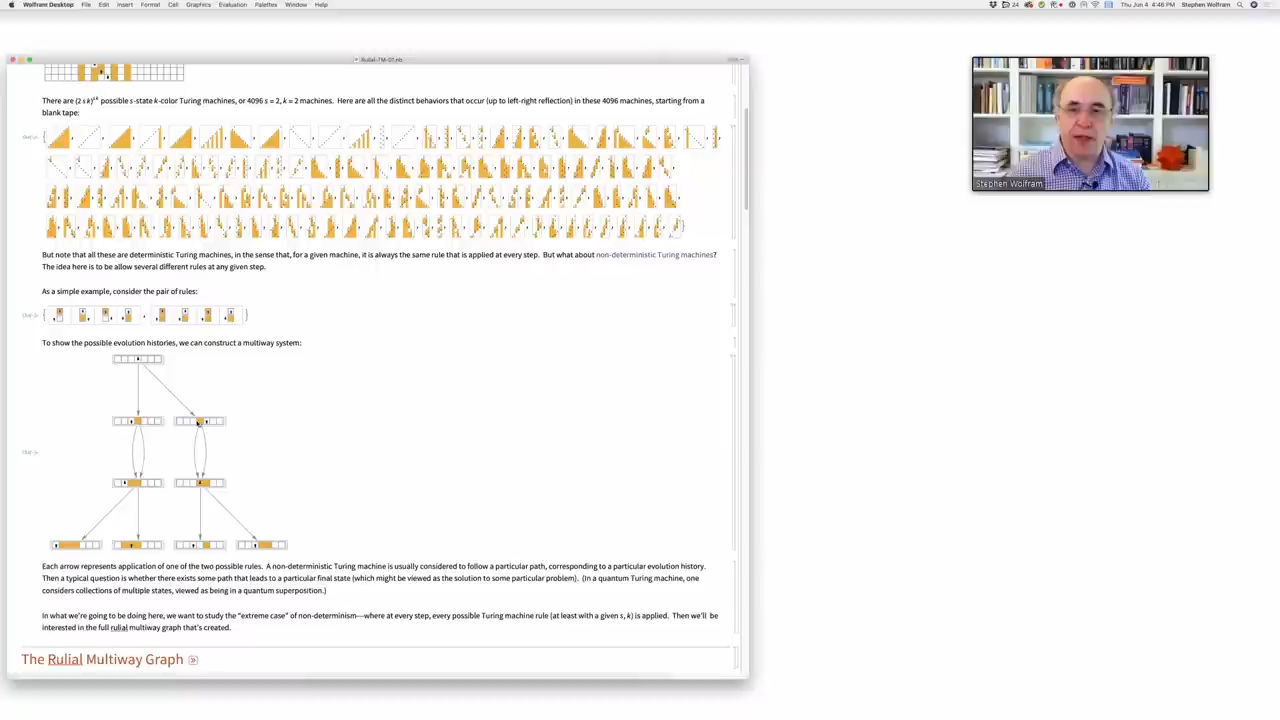 Wolfram Desktop File Edit Insert Format Cell Graphics Evaluation Palettes Window Help
24
Thu Jun 4 4:46 PM Stephen Wolfram
Rulial-TM-01.nb
There are (2 s k)^(s k) possible s-state k-color Turing machines, or 4096 s = 2, k = 2 machines. Here are all the distinct behaviors that occur (up to left-right reflection) in these 4096 machines, starting from a
blank tape:
But note that all these are deterministic Turing machines, in the sense that, for a given machine, it is always the same rule that is applied at every step. But what about non-deterministic Turing machines?
The idea here is to be allow several different rules at any given step.
As a simple example, consider the pair of rules:
To show the possible evolution histories, we can construct a multiway system:
Each arrow represents application of one of the two possible rules. A non-deterministic Turing machine is usually considered to follow a particular path, corresponding to a particular evolution history.
Then a typical question is whether there exists some path that leads to a particular final state (which might be viewed as the solution to some particular problem). (In a quantum Turing machine, one
considers collections of multiple states, viewed as being in a quantum superposition.)
In what we're going to be doing here, we want to study the "extreme case" of non-determinism—where at every step, every possible Turing machine rule (at least with a given s, k) is applied. Then we'll be
interested in the full rulial multiway graph that's created.
The Rulial Multiway Graph
Stephen Wolfram